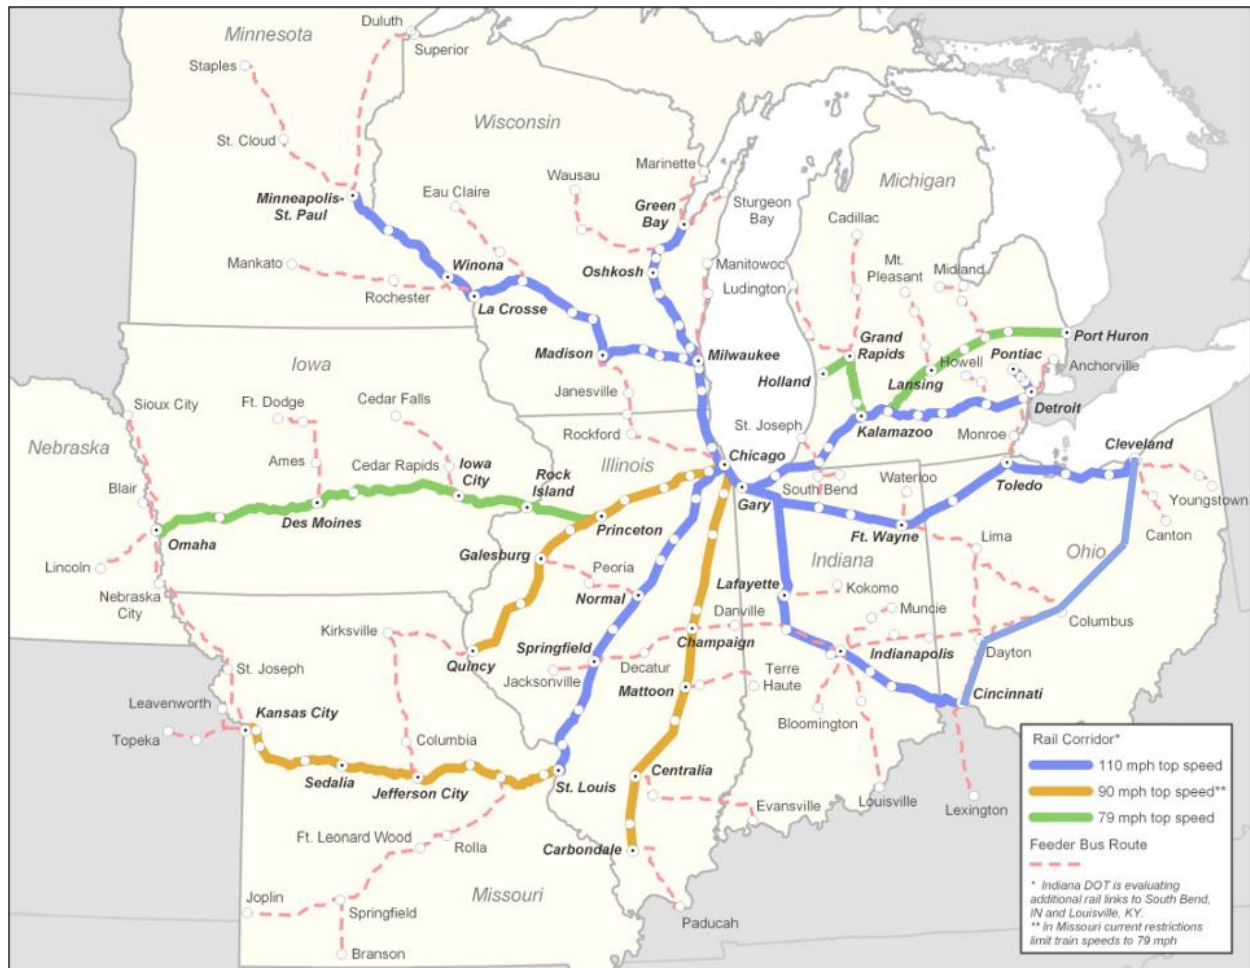 Duluth
Minnesota
Superior
Staples
Wisconsin
St. Cloud
Marinette
Michigan
Wausau
Eau Claire
Minneapolis-
St. Paul
Green
Bay
Sturgeon
Bay
Cadillac
Mankato
Winona
Oshkosh
Manitowoc
Mt.
Pleasant
Midland
Rochester
Ludington
La Crosse
Grand
Rapids
Port Huron
Madison
Milwaukee
Pontiac
Iowa
Holland
Lansing
Howell
Anchorville
Janesville
Sioux City
Ft. Dodge
Cedar Falls
Detroit
St. Joseph
Kalamazoo
Rockford
Monroe
Nebraska
Chicago
Cleveland
Ames
Cedar Rapids
Iowa
City
Rock
Island
Illinois
Blair
South Bend
Waterloo
Toledo
Youngstown
Gary
Des Moines
Princeton
Omaha
Ft. Wayne
Canton
Galesburg
Lima
Ohio
Lincoln
Peoria
Indiana
Nebraska
City
Normal
Lafayette
Kokomo
Muncie
Danville
Kirksville
Columbus
Springfield
Champaign
Indianapolis
Dayton
Quincy
Decatur
St. Joseph
Jacksonville
Terre
Haute
Mattoon
Cincinnati
Leavenworth
Kansas City
Bloomington
Topeka
Columbia
Rail Corridor*
110 mph top speed
Sedalia
Jefferson City
St. Louis
Centralia
90 mph top speed**
Louisville
Lexington
Evansville
79 mph top speed
Ft. Leonard Wood
Rolla
Carbondale
Feeder Bus Route
Missouri
Joplin
* Indiana DOT is evaluating
additional rail links to South Bend,
IN and Louisville, KY.
Springfield
Paducah
** In Missouri current restrictions
limit train speeds to 79 mph
Branson